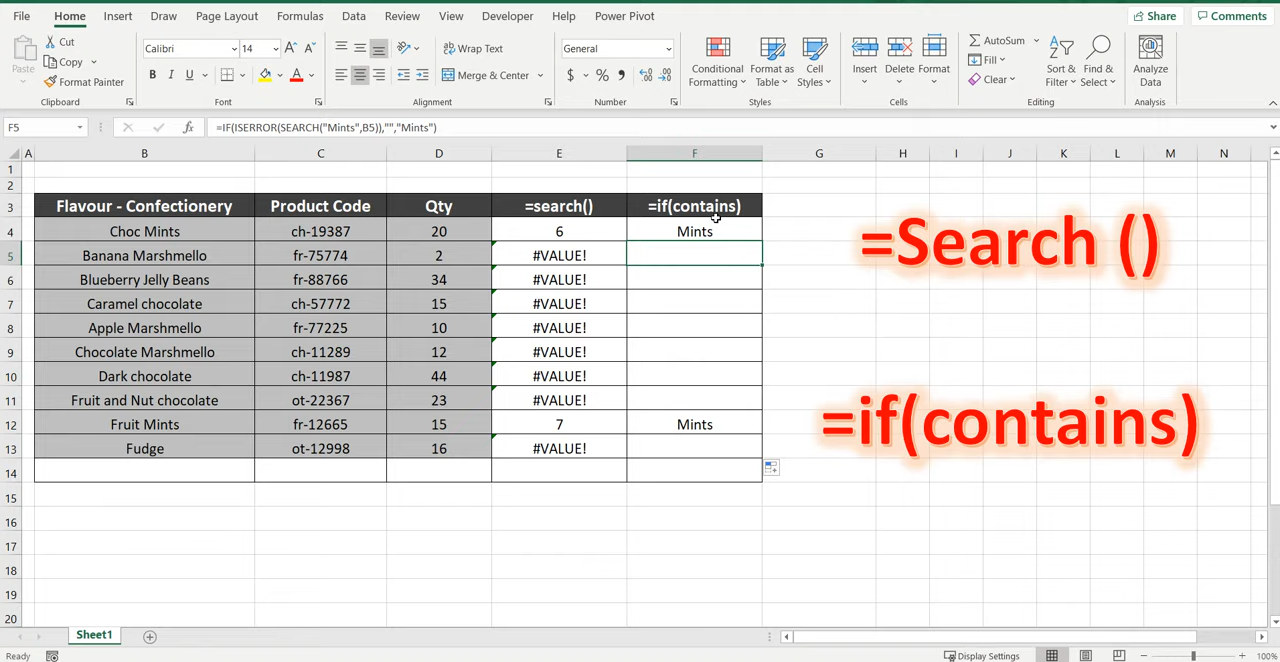 File Home Insert Draw Page Layout Formulas Data Review View Developer Help Power Pivot Share Comments
Paste Cut Copy Format Painter Clipboard
Calibri 14 A A B I U A Font
Wrap Text Merge & Center Alignment
General $ % , Number
Conditional Formatting Format Table Cell Styles Styles
Insert Delete Format Cells
AutoSum Fill Clear Sort & Filter Find & Select Editing
Analyze Data Analysis
F5 fx =IF(ISERROR(SEARCH("Mints",B5)),"","Mints")
A B C D E F G H I J K L M N
1
2
3 Flavour - Confectionery Product Code Qty =search() =if(contains)
4 Choc Mints ch-19387 20 6 Mints
5 Banana Marshmello fr-75774 2 #VALUE!
6 Blueberry Jelly Beans fr-88766 34 #VALUE!
7 Caramel chocolate ch-57772 15 #VALUE!
8 Apple Marshmello fr-77225 10 #VALUE!
9 Chocolate Marshmello ch-11289 12 #VALUE!
10 Dark chocolate ch-11987 44 #VALUE!
11 Fruit and Nut chocolate ot-22367 23 #VALUE!
12 Fruit Mints fr-12665 15 7 Mints
13 Fudge ot-12998 16 #VALUE!
14
15
16
17
18
19
20
=Search ()
=if(contains)
Sheet1
Ready Display Settings 100%